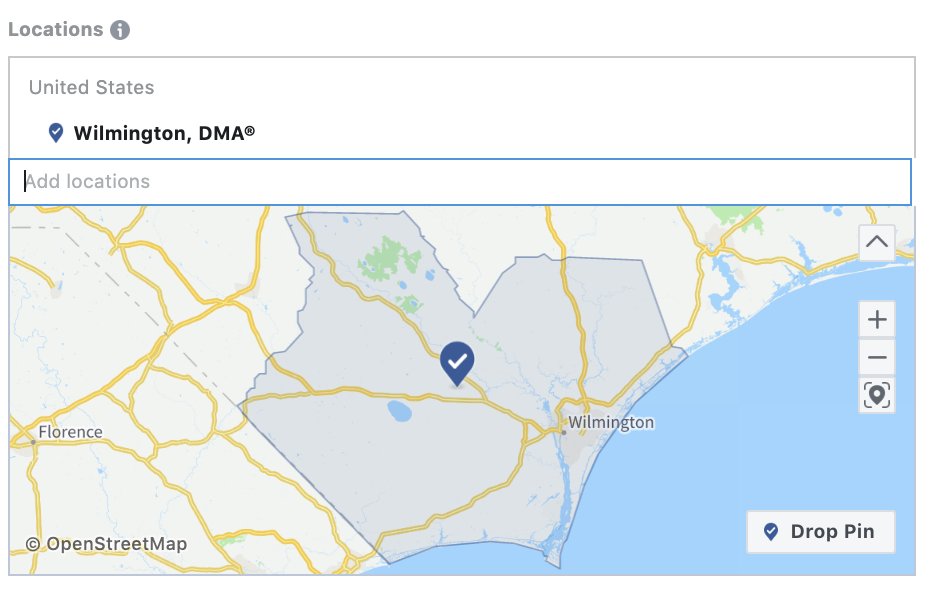 Locations
United States
Wilmington, DMA®
Add locations
Wilmington
Florence
Drop Pin
© OpenStreetMap